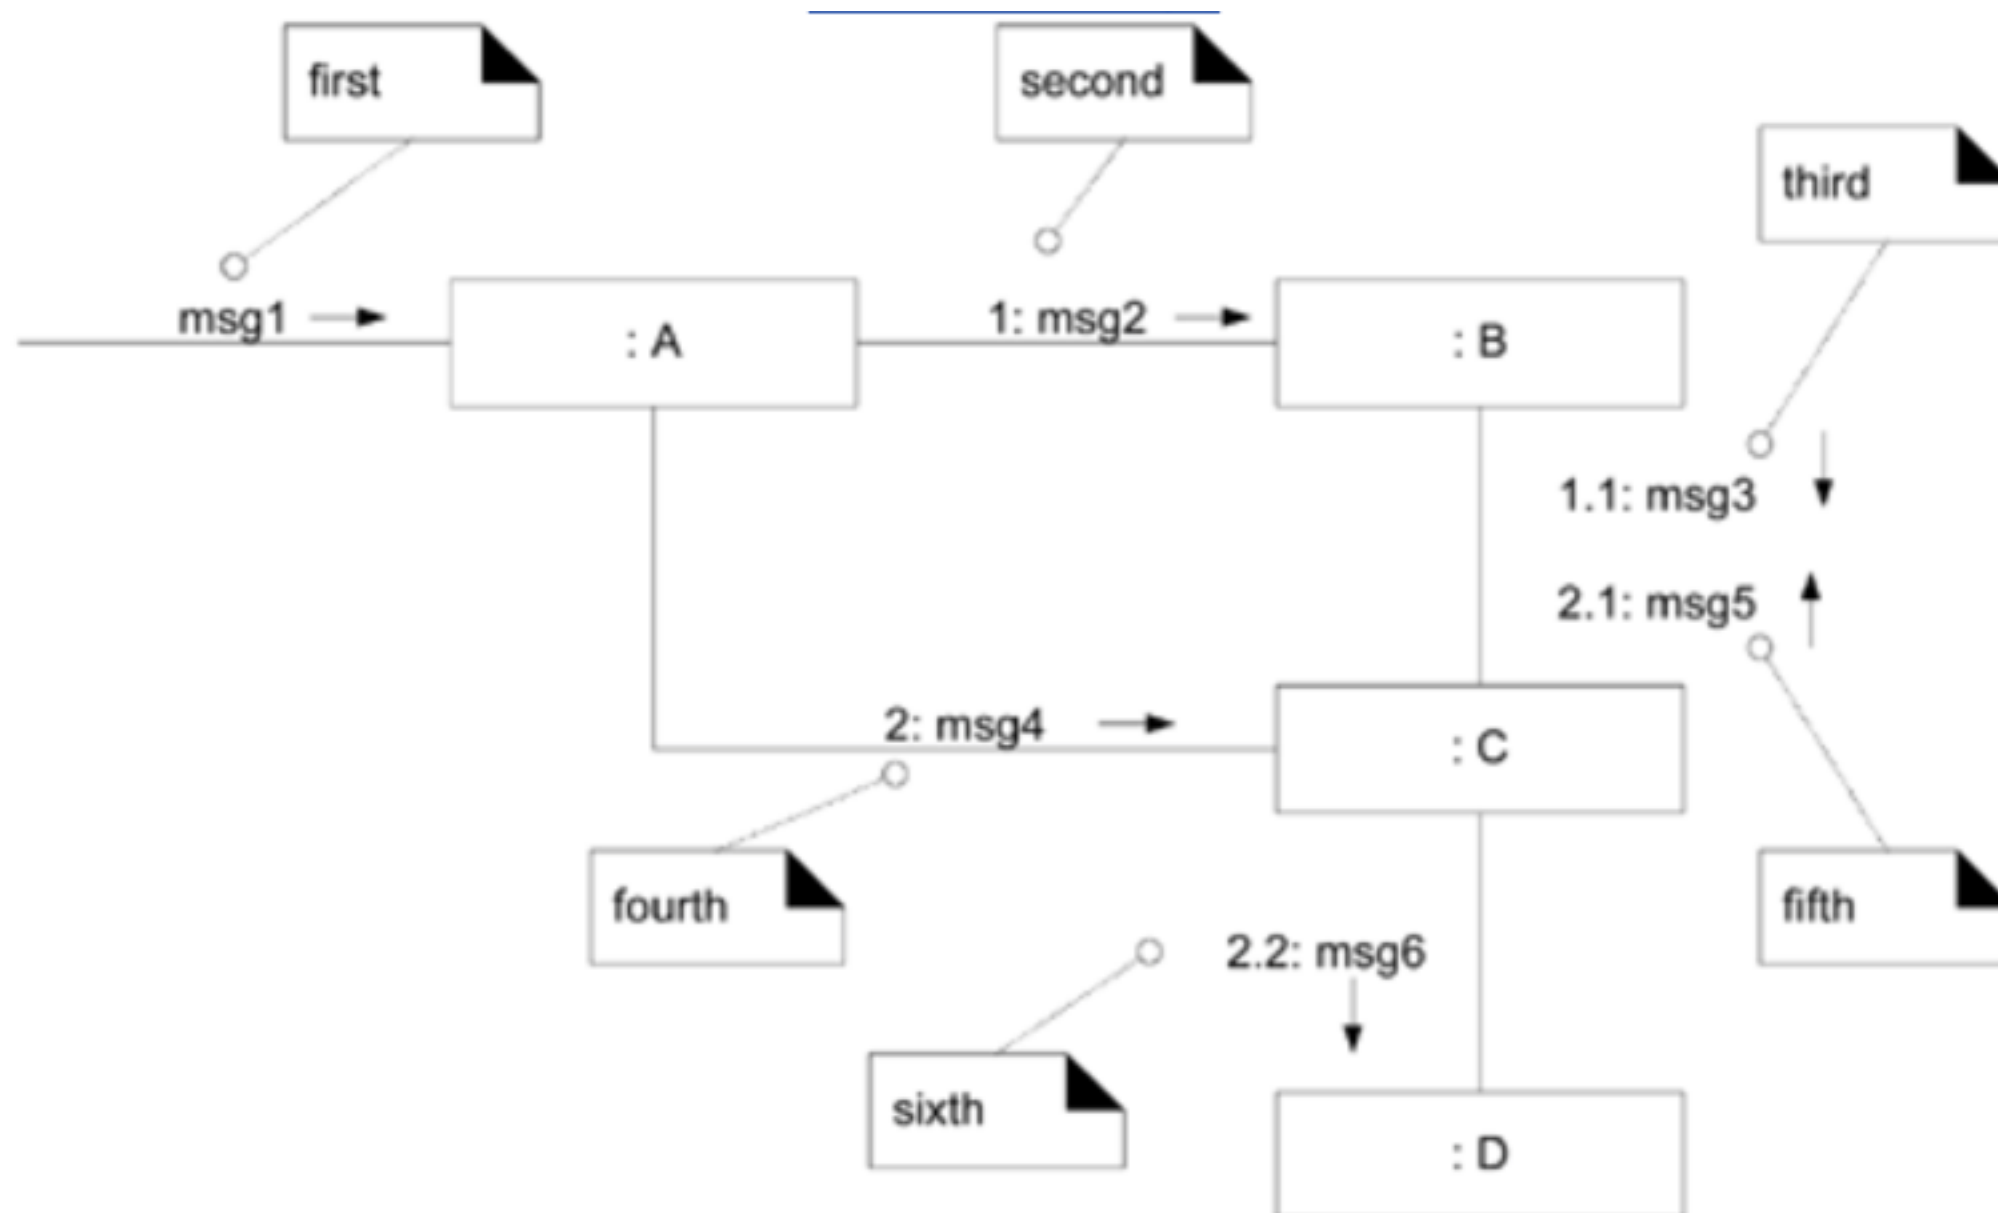 first
second
third
msg1
: A
1: msg2
: B
1.1: msg3
2.1: msg5
2: msg4
: C
fourth
fifth
2.2: msg6
sixth
: D